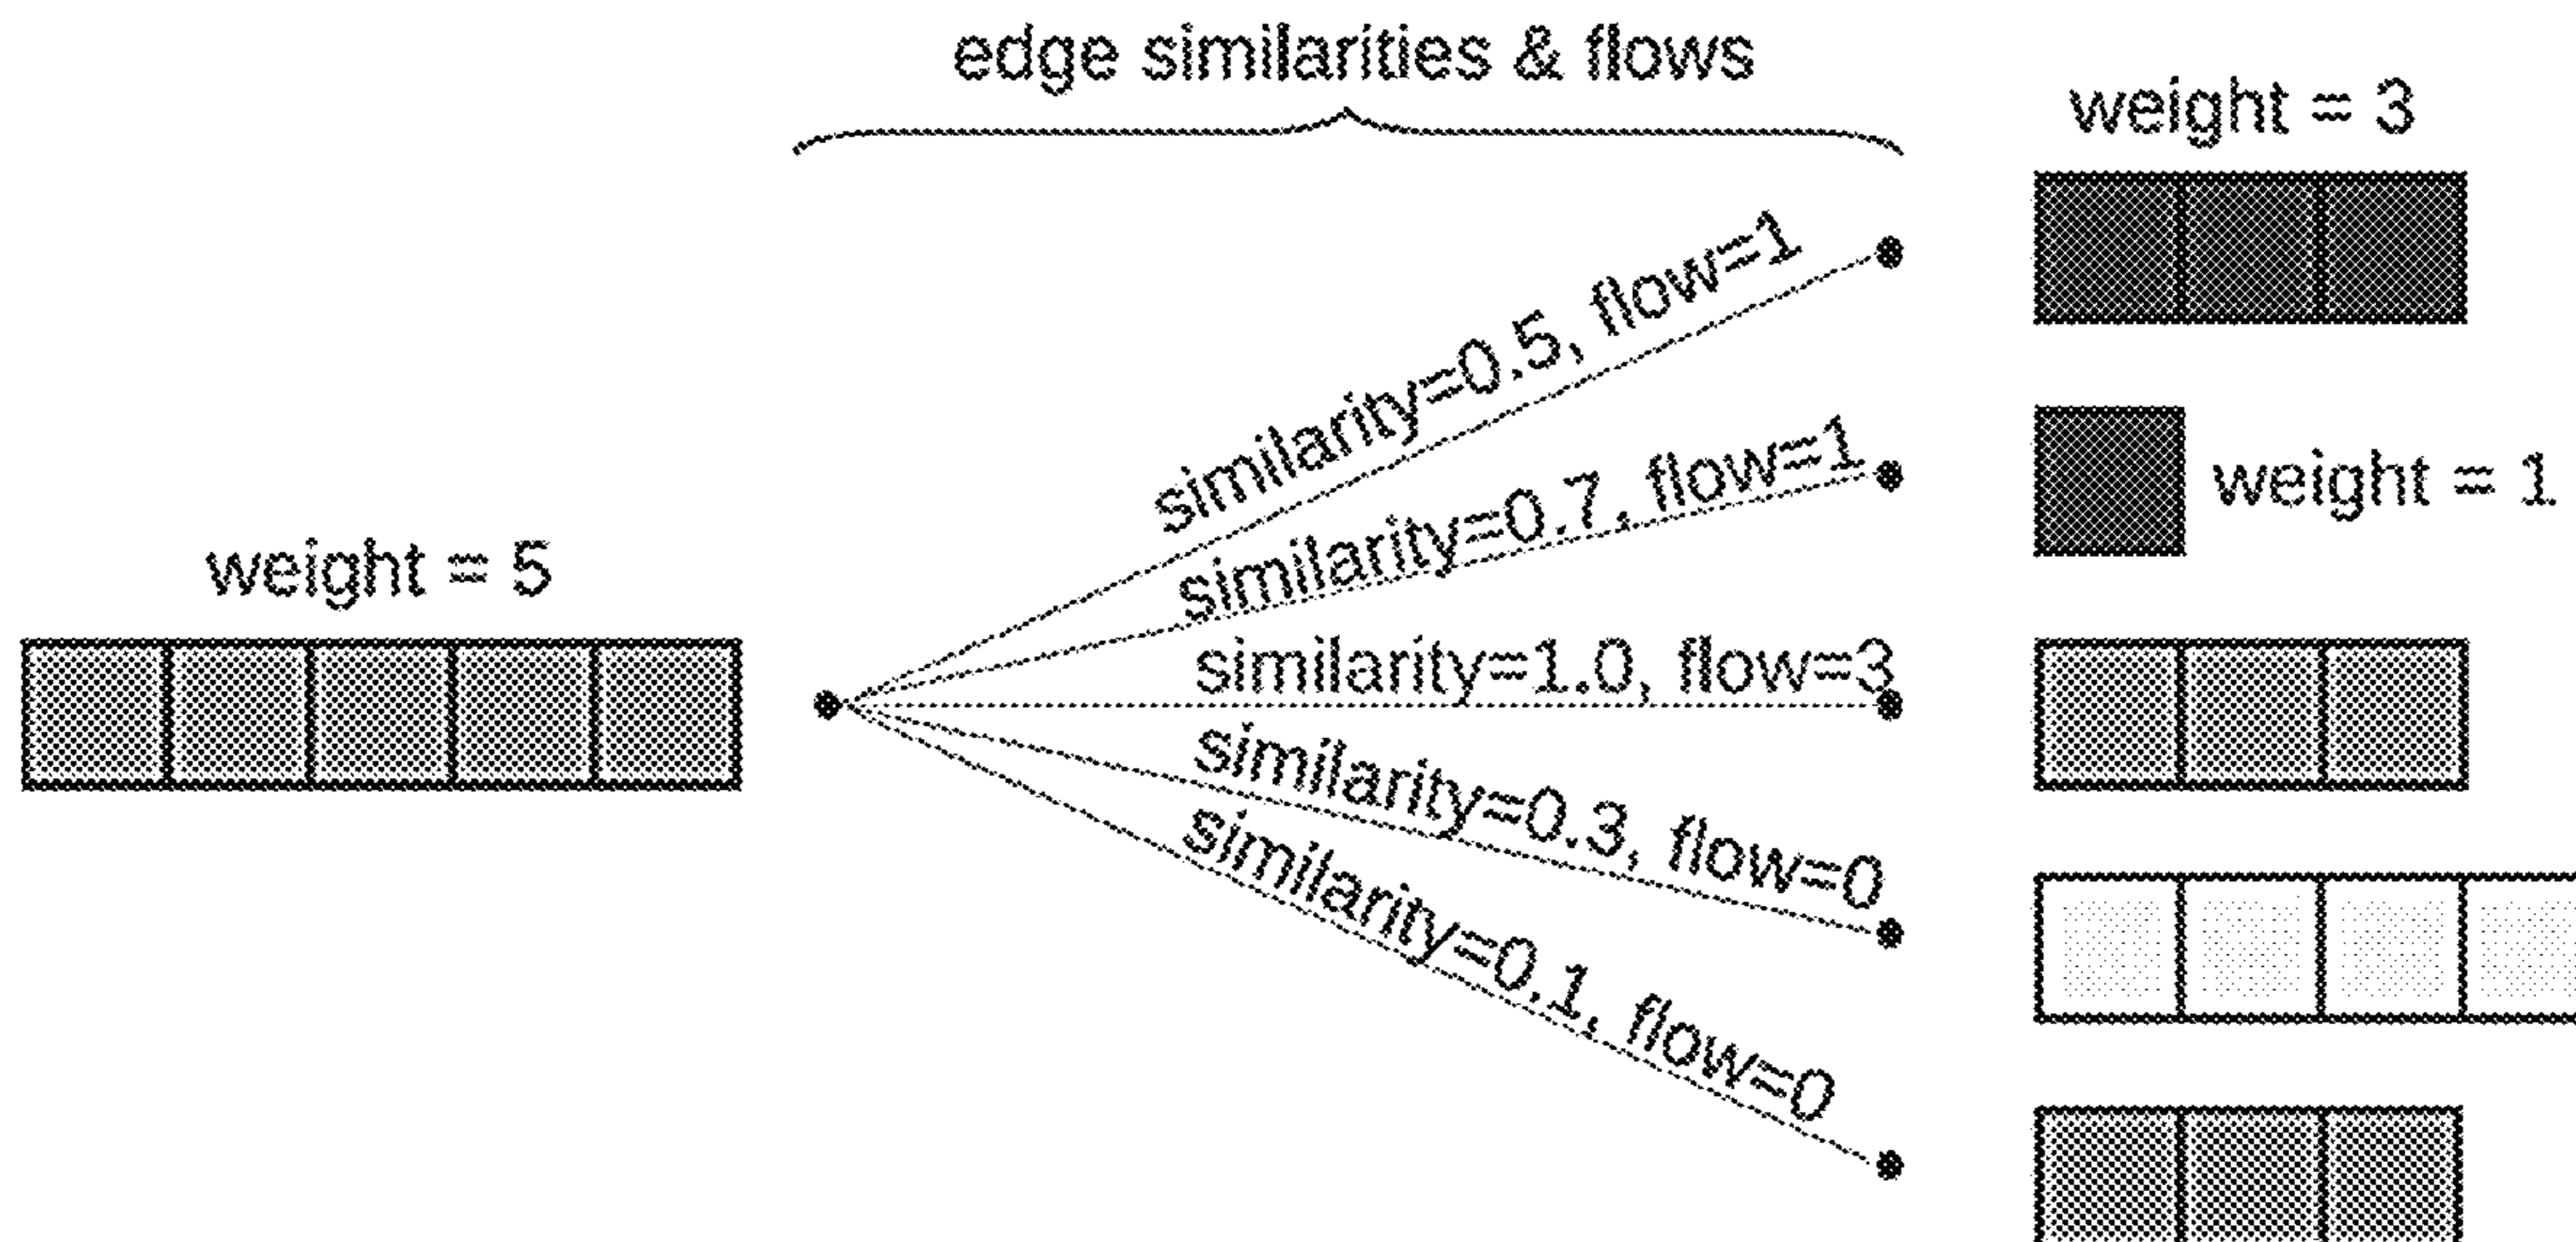 edge similarities & flows
weight = 3
similarity=0.5, flow=1
similarity=0.7, flow=1
weight = 1
weight = 5
similarity=1.0, flow=3
similarity=0.3, flow=0
similarity=0.1, flow=0